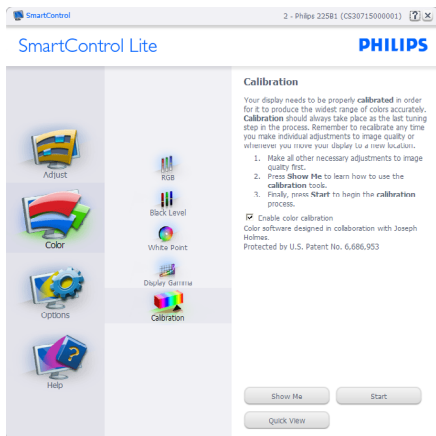 SmartControl
2 - Philips 225B1 (CS30715000001)
SmartControl Lite
PHILIPS
Adjust
Color
Options
Help
RGB
Black Level
White Point
Display Gamma
Calibration
Calibration
Your display needs to be properly calibrated in order
for it to produce the widest range of colors accurately.
Calibration should always take place as the last tuning
step in the process. Remember to recalibrate any time
you make individual adjustments to image quality or
whenever you move your display to a new location.
1. Make all other necessary adjustments to image
quality first.
2. Press Show Me to learn how to use the
calibration tools.
3. Finally, press Start to begin the calibration
process.
Enable color calibration
Color software designed in collaboration with Joseph
Holmes.
Protected by U.S. Patent No. 6,686,953
Show Me
Start
Quick View